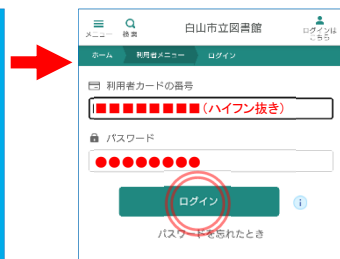 メニュー
検索
白山市立図書館
ログインは
こちら
ホーム 利用者メニュー ログイン
利用者カードの番号
■■■■■■■■(ハイフン抜き)
パスワード
●●●●●●●●
ログイン
パスワードを忘れたとき